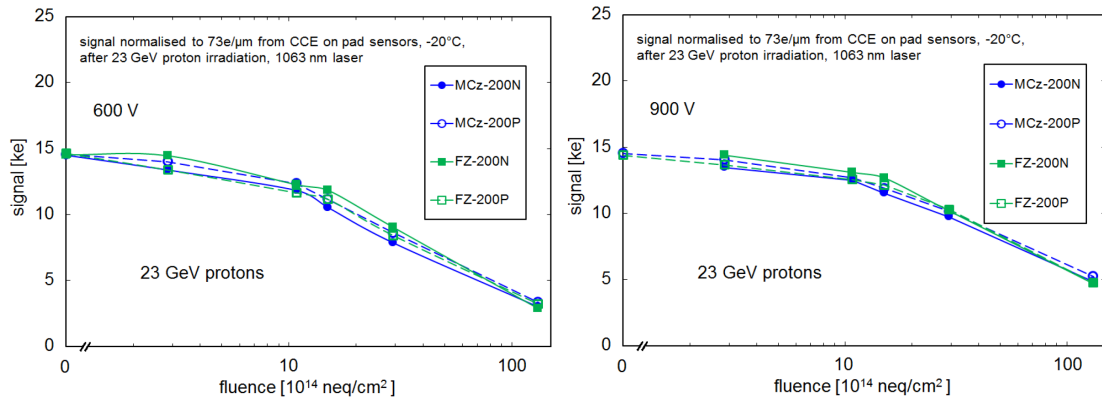 signal normalised to 73e/µm from CCE on pad sensors, -20°C,
after 23 GeV proton irradiation, 1063 nm laser
600 V
MCz-200N
MCz-200P
FZ-200N
FZ-200P
23 GeV protons
signal [ke]
25
20
15
10
5
0
0
10
100
fluence [10¹⁴ neq/cm²]
signal normalised to 73e/µm from CCE on pad sensors, -20°C,
after 23 GeV proton irradiation, 1063 nm laser
900 V
MCz-200N
MCz-200P
FZ-200N
FZ-200P
23 GeV protons
signal [ke]
25
20
15
10
5
0
0
10
100
fluence [10¹⁴ neq/cm²]